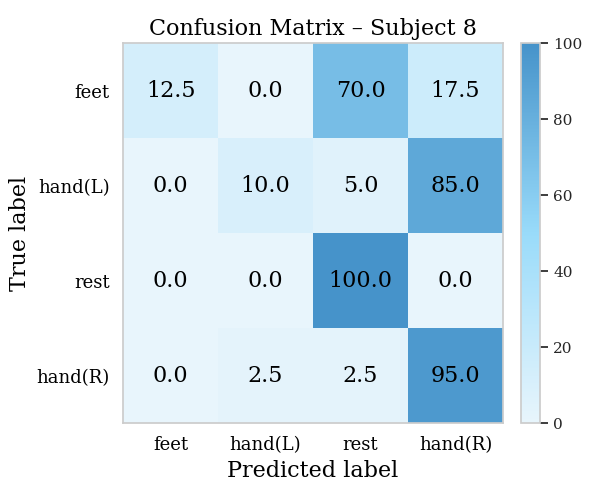 Confusion Matrix – Subject 8
True label
feet 12.5 0.0 70.0 17.5
hand(L) 0.0 10.0 5.0 85.0
rest 0.0 0.0 100.0 0.0
hand(R) 0.0 2.5 2.5 95.0
feet hand(L) rest hand(R)
Predicted label
100
80
60
40
20
0